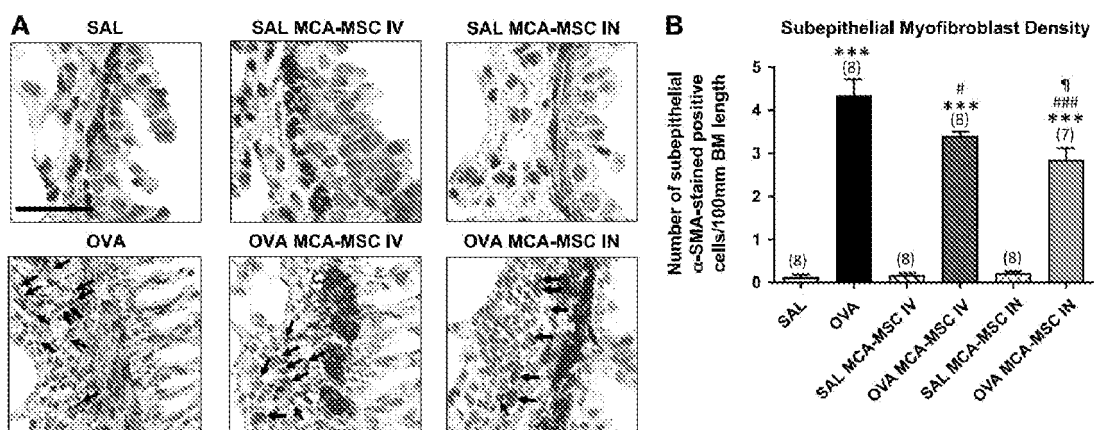 A
SAL
SAL MCA-MSC IV
SAL MCA-MSC IN
OVA
OVA MCA-MSC IV
OVA MCA-MSC IN
B
Subepithelial Myofibroblast Density
Number of subepithelial
α-SMA-stained positive
cells/100mm BM length
5
4
3
2
1
0
(8)
***
(8)
(8)
#
***
(8)
(8)
¶
###
***
(7)
SAL
OVA
SAL MCA-MSC IV
OVA MCA-MSC IV
SAL MCA-MSC IN
OVA MCA-MSC IN